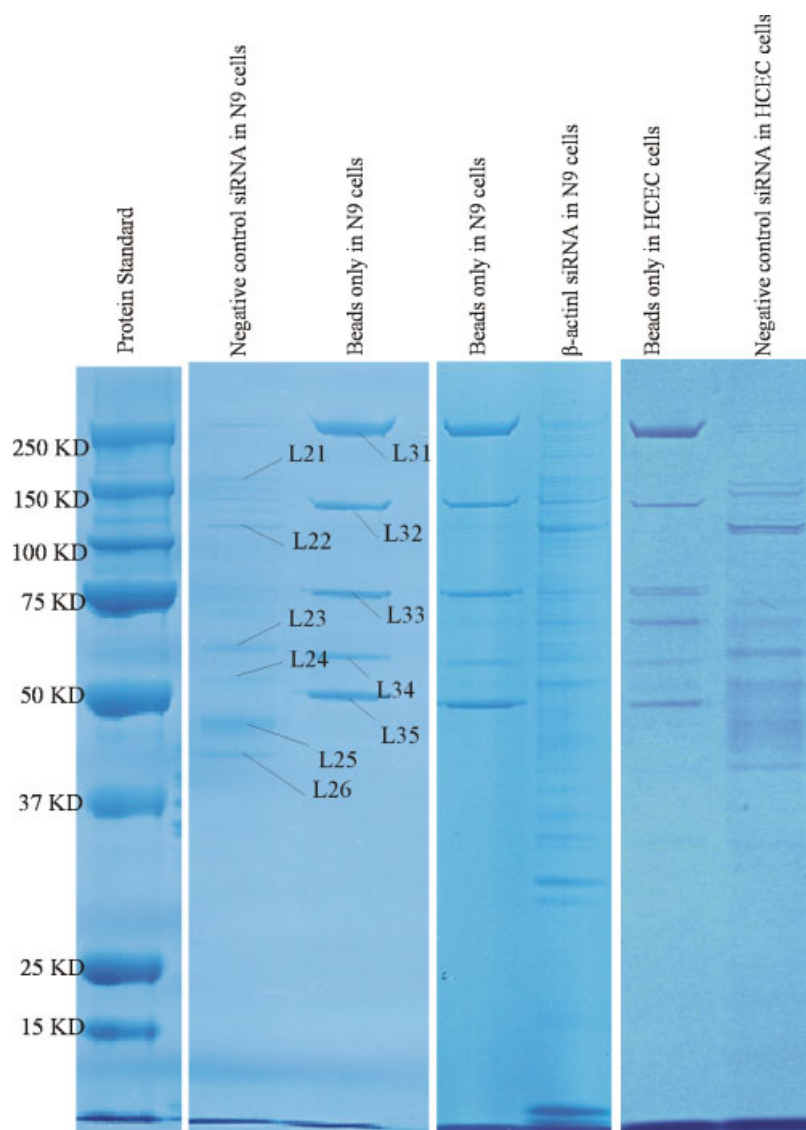 Protein Standard
Negative control siRNA in N9 cells
Beads only in N9 cells
Beads only in N9 cells
β-actinl siRNA in N9 cells
Beads only in HCEC cells
Negative control siRNA in HCEC cells
250 KD
150 KD
100 KD
75 KD
50 KD
37 KD
25 KD
15 KD
L21
L22
L23
L24
L25
L26
L31
L32
L33
L34
L35